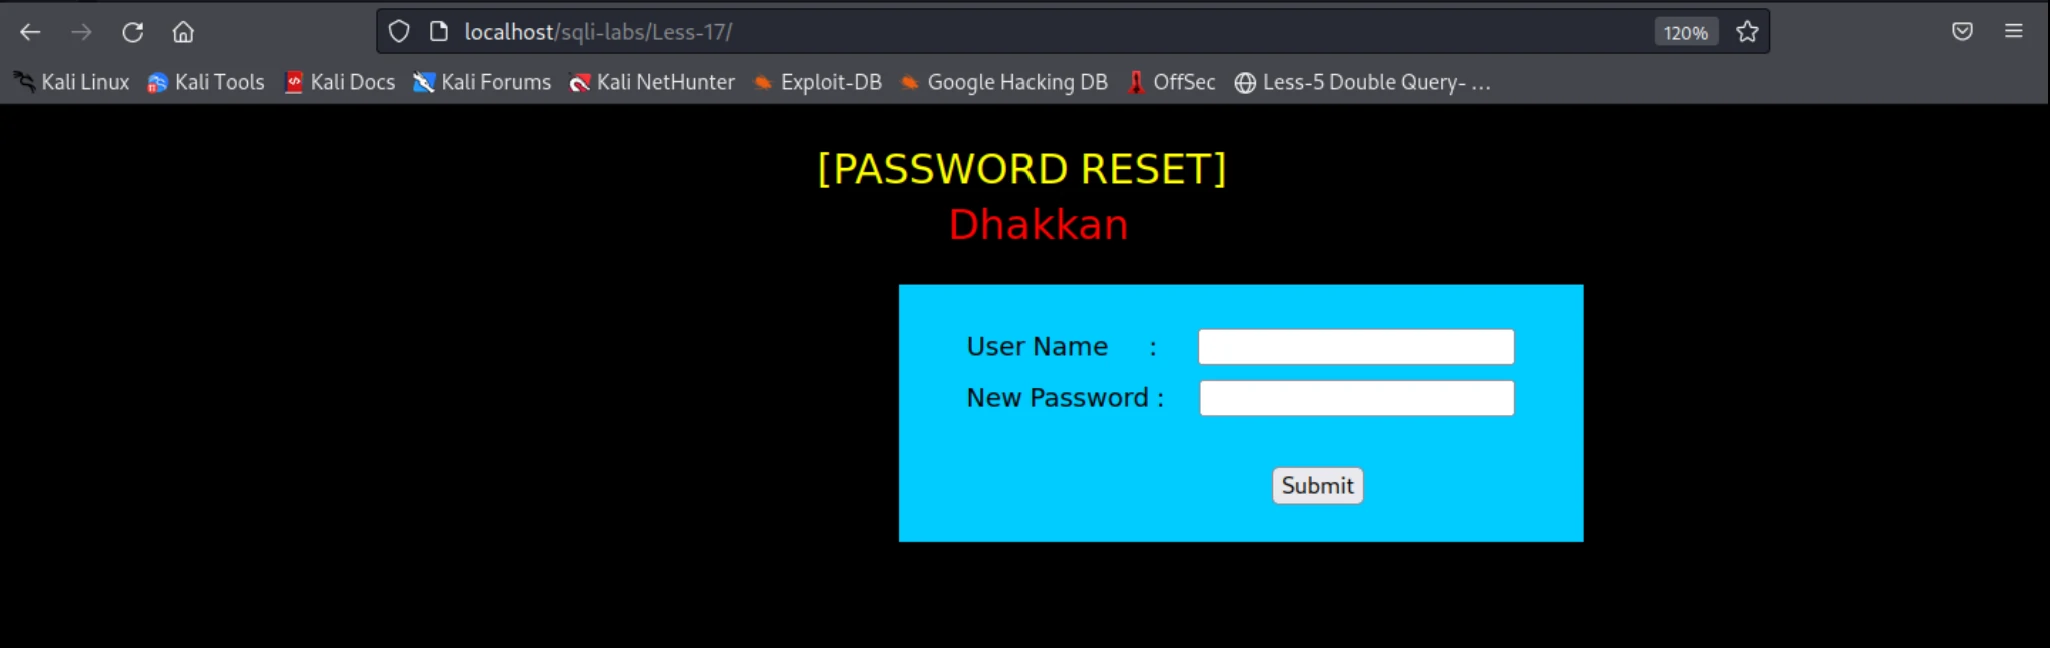 localhost/sqli-labs/Less-17/ 120%
Kali Linux Kali Tools Kali Docs Kali Forums Kali NetHunter Exploit-DB Google Hacking DB OffSec Less-5 Double Query- ...
[PASSWORD RESET]
Dhakkan
User Name :
New Password :
Submit